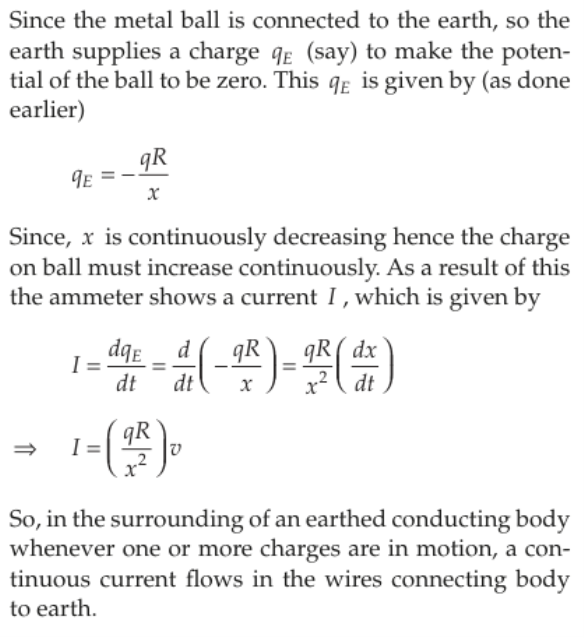 Since the metal ball is connected to the earth, so the
earth supplies a charge q_E (say) to make the poten-
tial of the ball to be zero. This q_E is given by (as done
earlier)
q_E = -\frac{qR}{x}
Since, x is continuously decreasing hence the charge
on ball must increase continuously. As a result of this
the ammeter shows a current I , which is given by
I = \frac{dq_E}{dt} = \frac{d}{dt}\left(-\frac{qR}{x}\right) = \frac{qR}{x^2}\left(\frac{dx}{dt}\right)
⇒ I = \left(\frac{qR}{x^2}\right)v
So, in the surrounding of an earthed conducting body
whenever one or more charges are in motion, a con-
tinuous current flows in the wires connecting body
to earth.